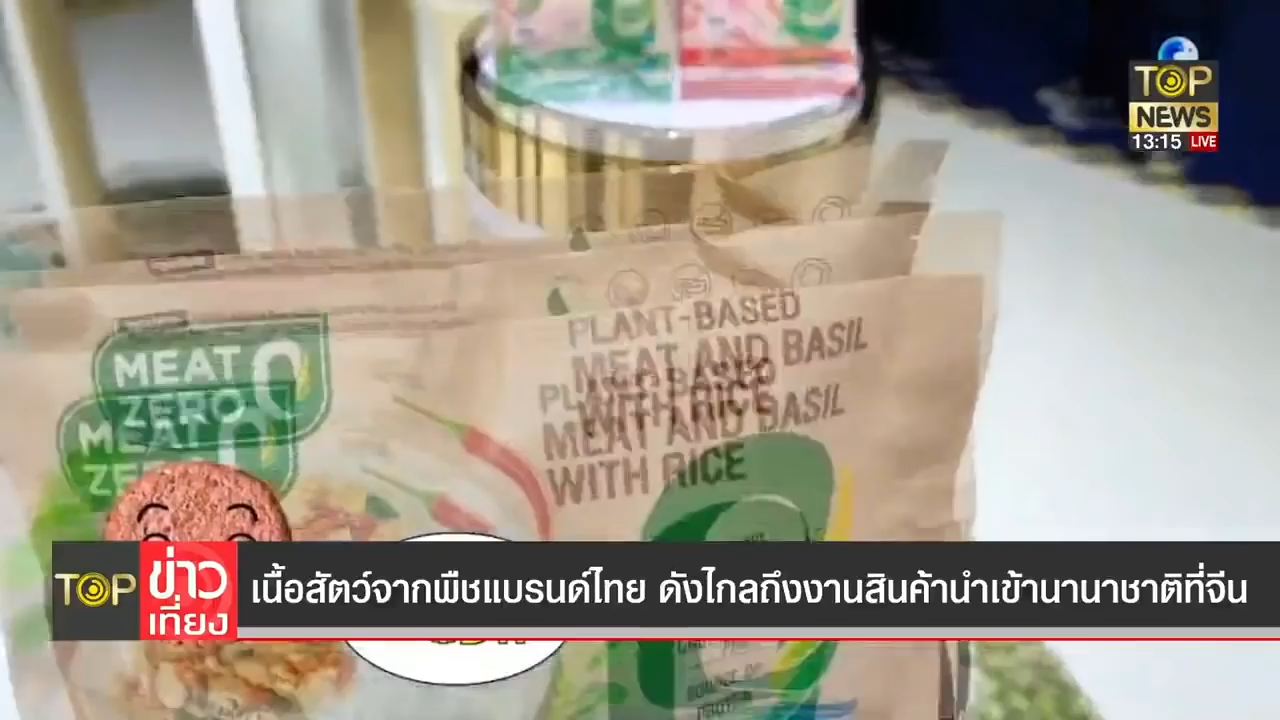 TOP
NEWS
13:15 LIVE
PLANT-BASED
MEAT AND BASIL
WITH RICE
PLANT-BASED
MEAT AND BASIL
WITH RICE
MEAT
ZERO
MEAT
ZERO
TOP ข่าวเที่ยง
เนื้อสัตว์จากพืชแบรนด์ไทย ดังไกลถึงงานสินค้านำเข้านานาชาติที่จีน